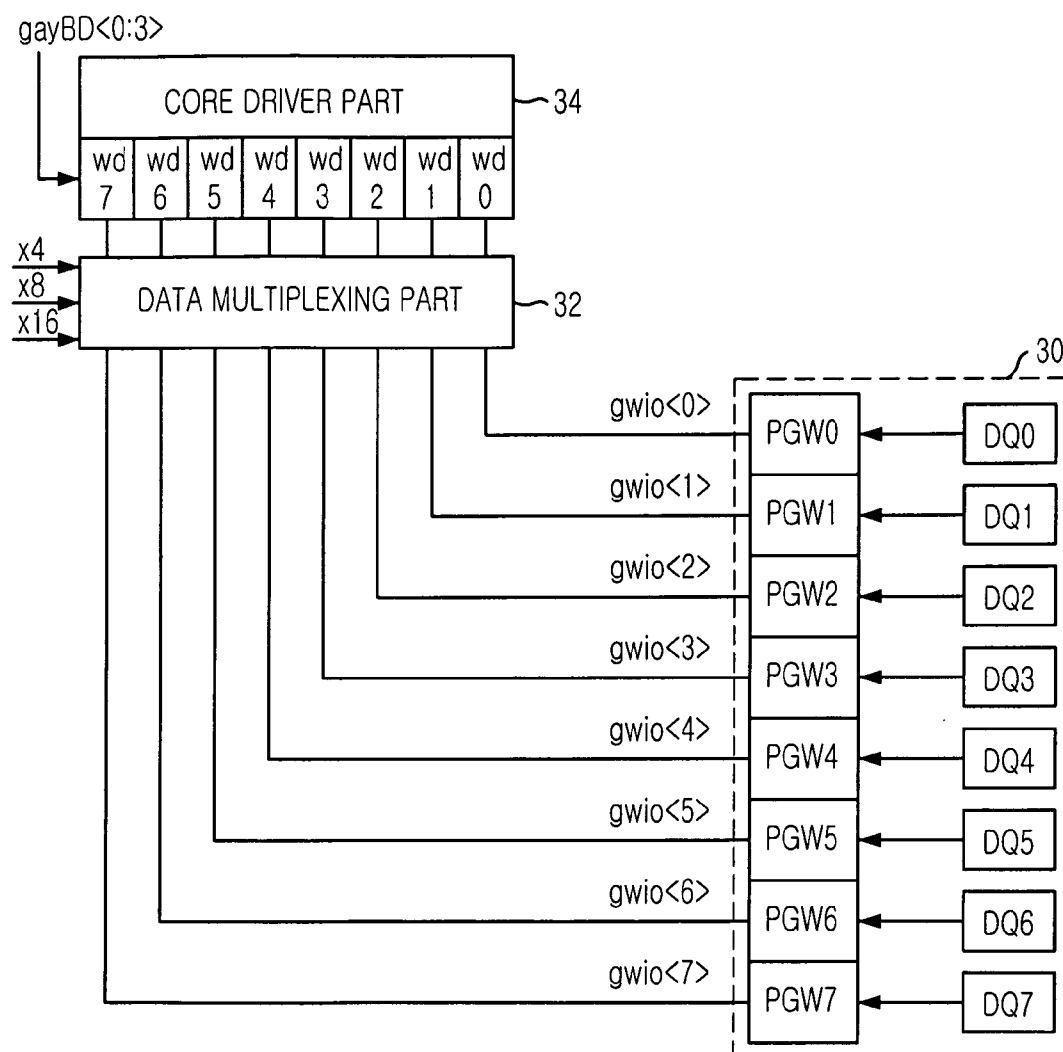 gayBD<0:3>
CORE DRIVER PART
34
wd 7
wd 6
wd 5
wd 4
wd 3
wd 2
wd 1
wd 0
x4
x8
x16
DATA MULTIPLEXING PART
32
30
gwio<0>
PGW0
DQ0
gwio<1>
PGW1
DQ1
gwio<2>
PGW2
DQ2
gwio<3>
PGW3
DQ3
gwio<4>
PGW4
DQ4
gwio<5>
PGW5
DQ5
gwio<6>
PGW6
DQ6
gwio<7>
PGW7
DQ7